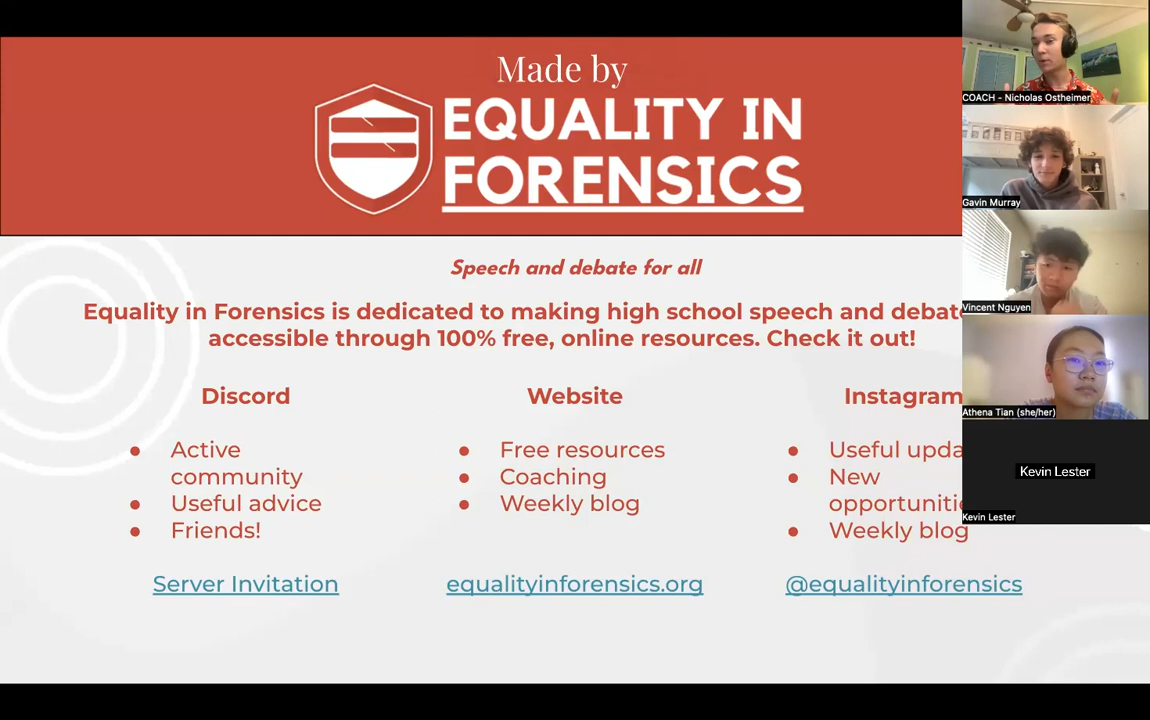 Made by
EQUALITY IN
FORENSICS
Speech and debate for all
Equality in Forensics is dedicated to making high school speech and debat
accessible through 100% free, online resources. Check it out!
Discord
Active
community
Useful advice
Friends!
Server Invitation
Website
Free resources
Coaching
Weekly blog
equalityinforensics.org
Instagram
Useful upda
New
opportuniti
Weekly blog
@equalityinforensics
COACH - Nicholas Ostheimer
Gavin Murray
Vincent Nguyen
Athena Tian (she/her)
Kevin Lester
Kevin Lester